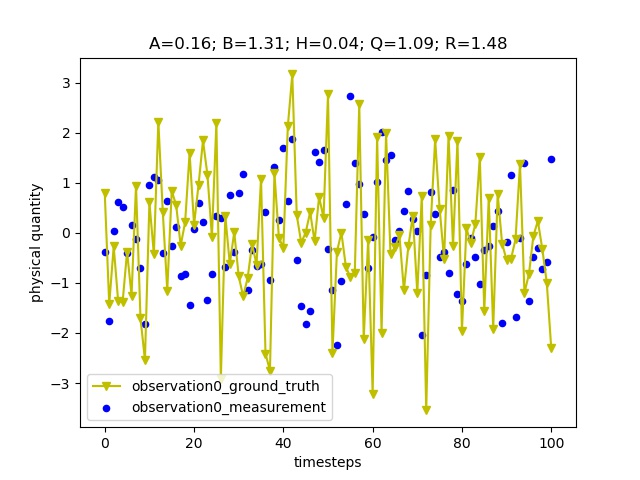 A=0.16; B=1.31; H=0.04; Q=1.09; R=1.48
physical quantity
3
2
1
0
−1
−2
−3
observation0_ground_truth
observation0_measurement
0 20 40 60 80 100
timesteps